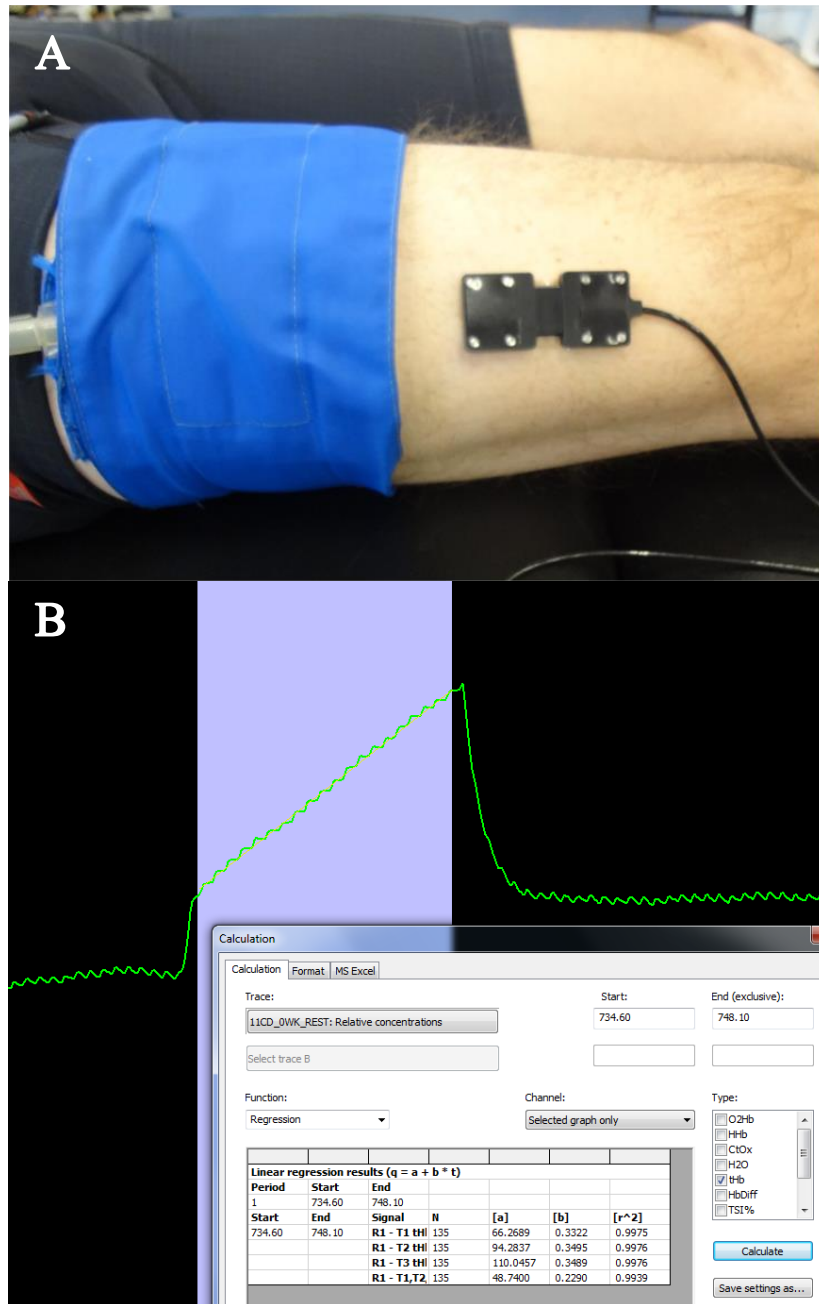 A
B
Calculation
Calculation Format MS Excel
Trace: Start: End (exclusive):
11CD_0WK_REST: Relative concentrations 734.60 748.10
Select trace B
Function: Channel: Type:
Regression Selected graph only
O2Hb
HHb
CtOx
H2O
tHb
HbDiff
TSI%
Linear regression results (q = a + b * t)
Period Start End
1 734.60 748.10
Start End Signal N [a] [b] [r^2]
734.60 748.10 R1 - T1 tHl 135 66.2689 0.3322 0.9975
R1 - T2 tHl 135 94.2837 0.3495 0.9976
R1 - T3 tHl 135 110.0457 0.3489 0.9976
R1 - T1,T2, 135 48.7400 0.2290 0.9939
Calculate
Save settings as...